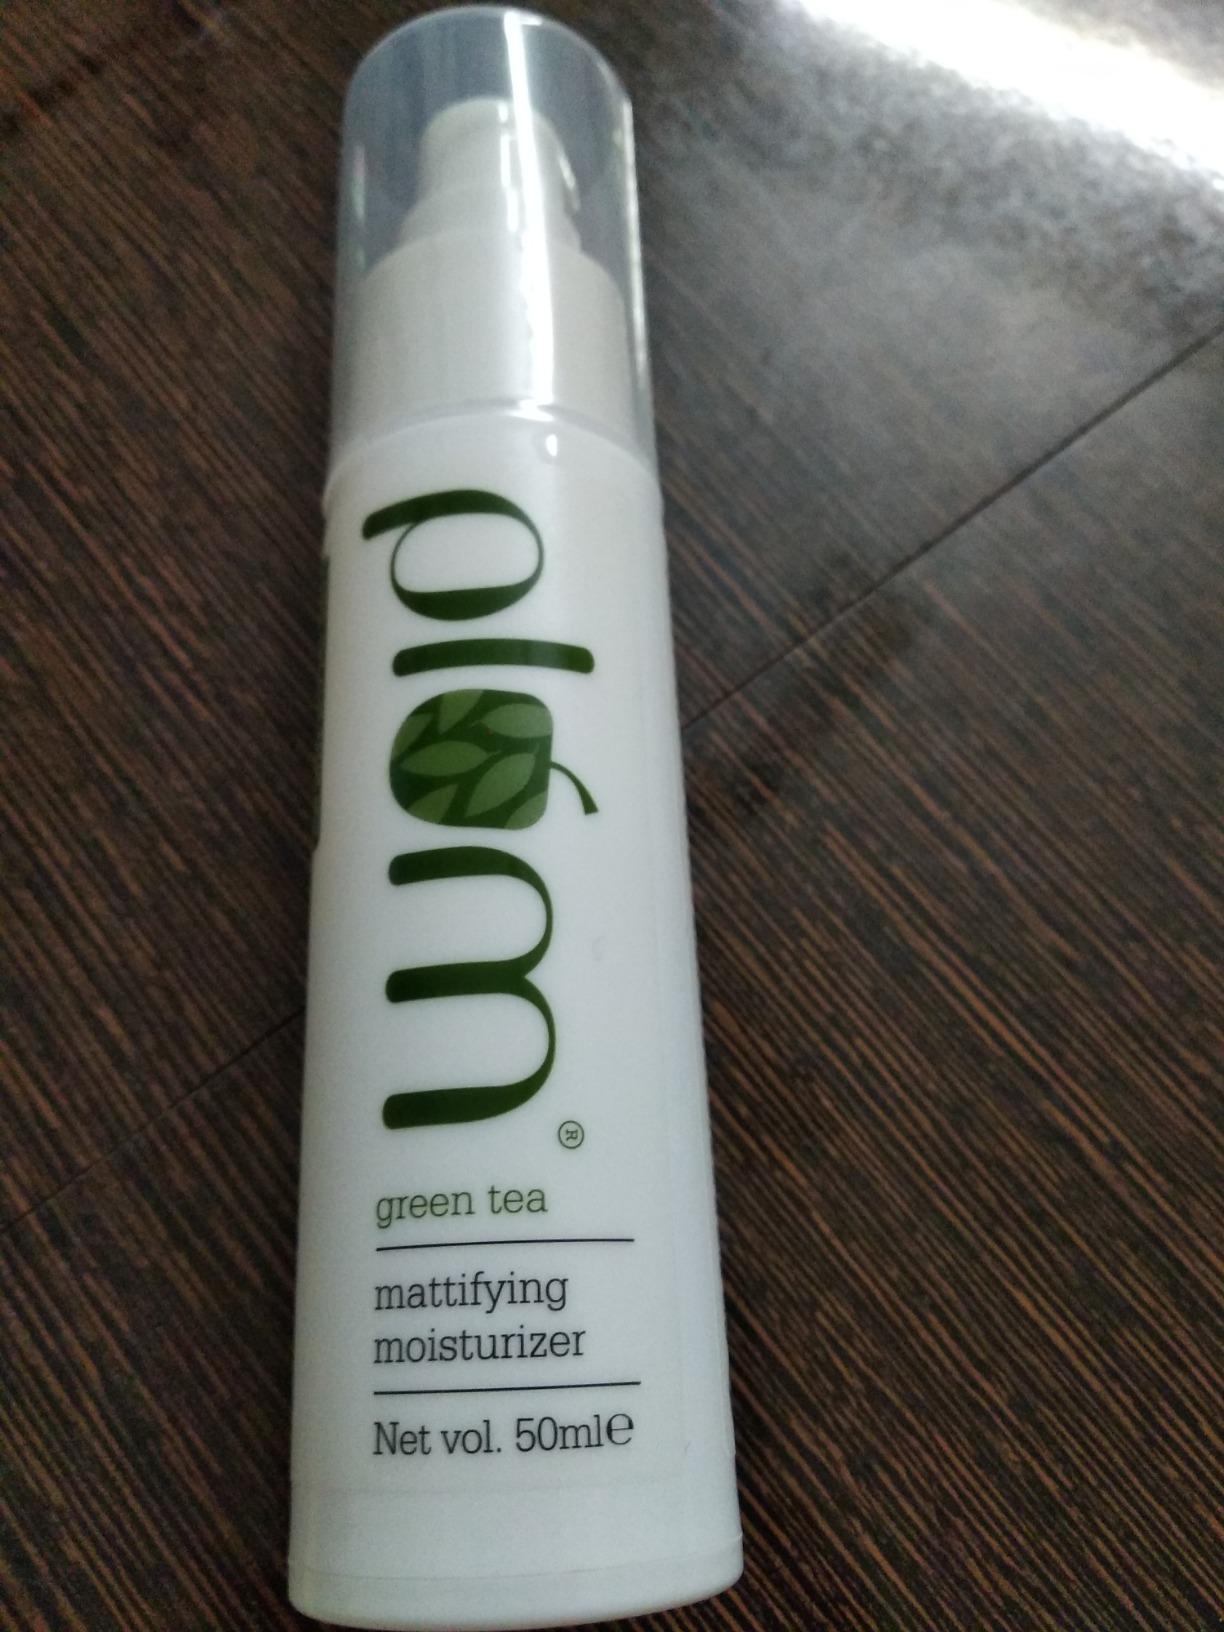 plum®
green tea
mattifying
moisturizer
Net vol. 50ml℮